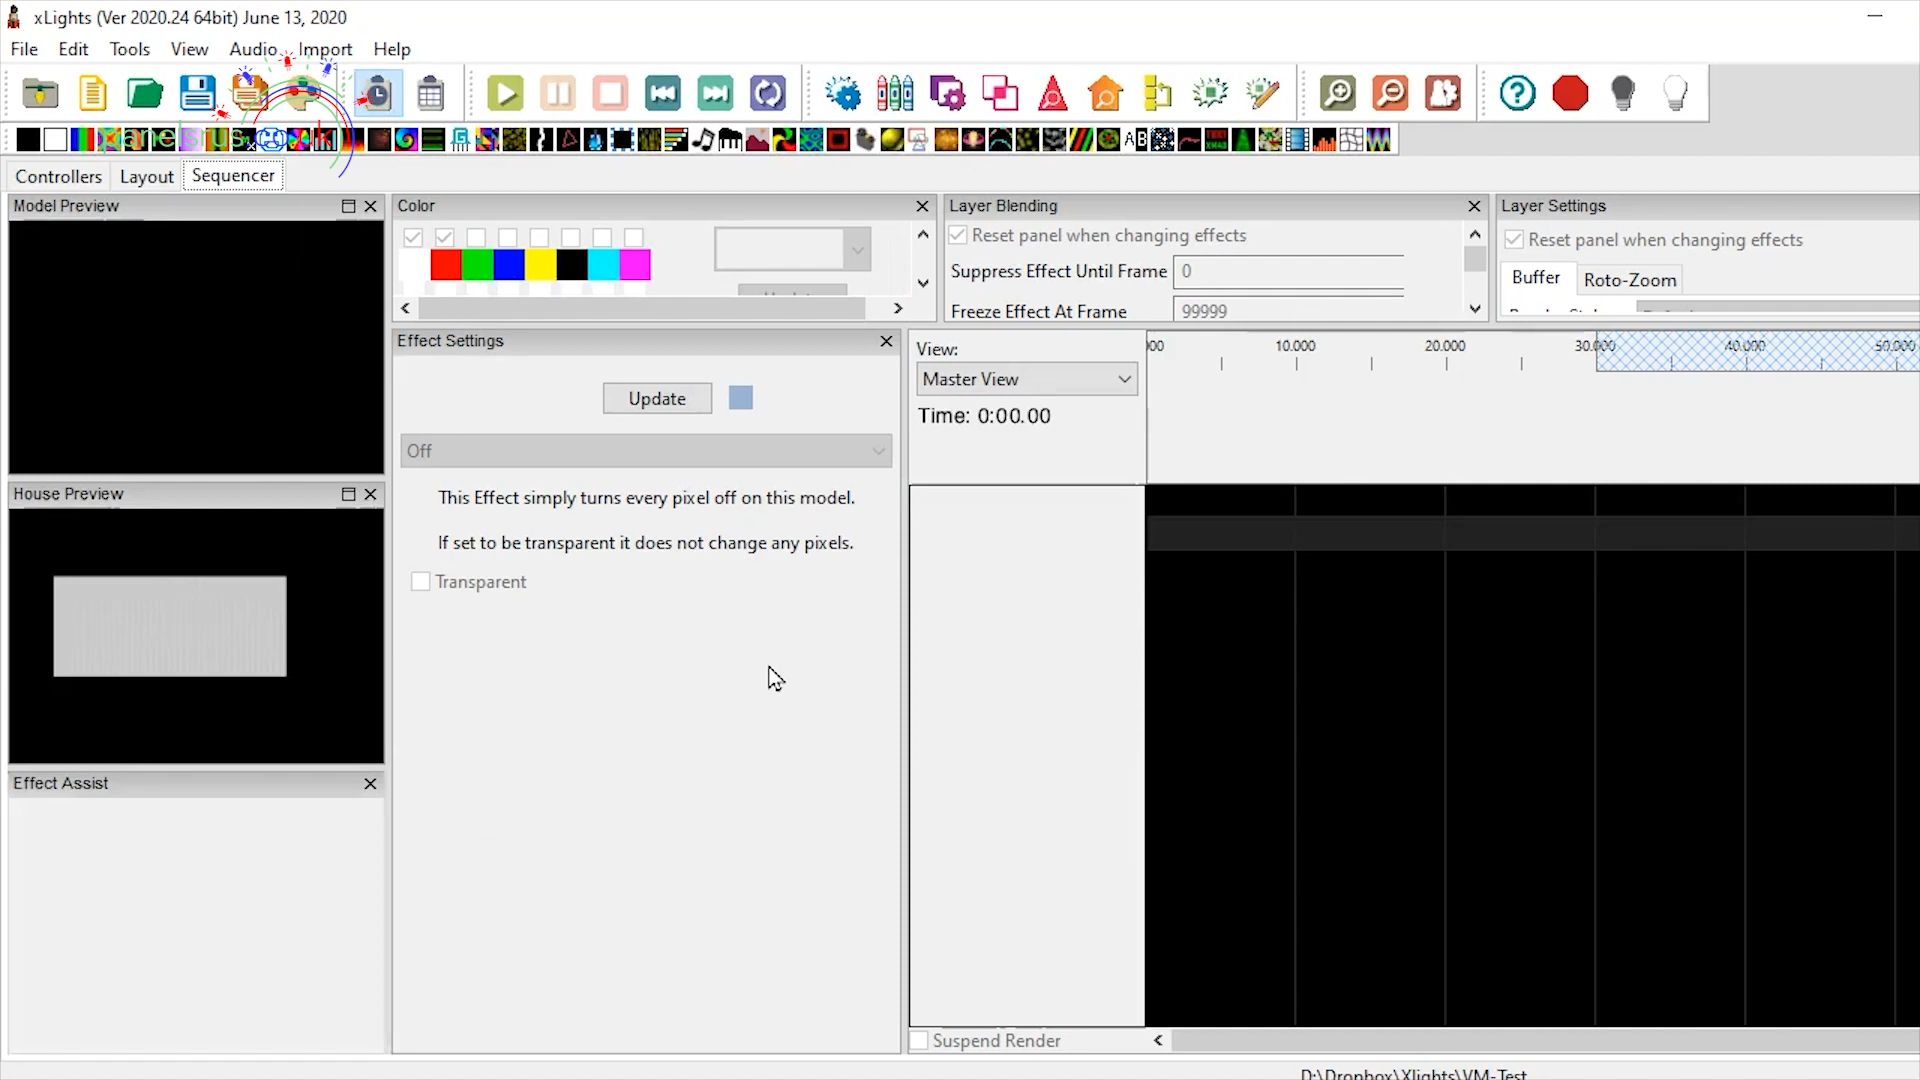 xLights (Ver 2020.24 64bit) June 13, 2020
File Edit Tools View Audio Import Help
Controllers Layout Sequencer
Model Preview
Color
Layer Blending
Reset panel when changing effects
Suppress Effect Until Frame 0
Freeze Effect At Frame 99999
Layer Settings
Reset panel when changing effects
Buffer Roto-Zoom
Effect Settings
Update
Off
This Effect simply turns every pixel off on this model.
If set to be transparent it does not change any pixels.
Transparent
View:
Master View
Time: 0:00.00
10.000 20.000 30.000 40.000 50.000
House Preview
Effect Assist
Suspend Render
D:\Dropbox\Xlights\VM-Test